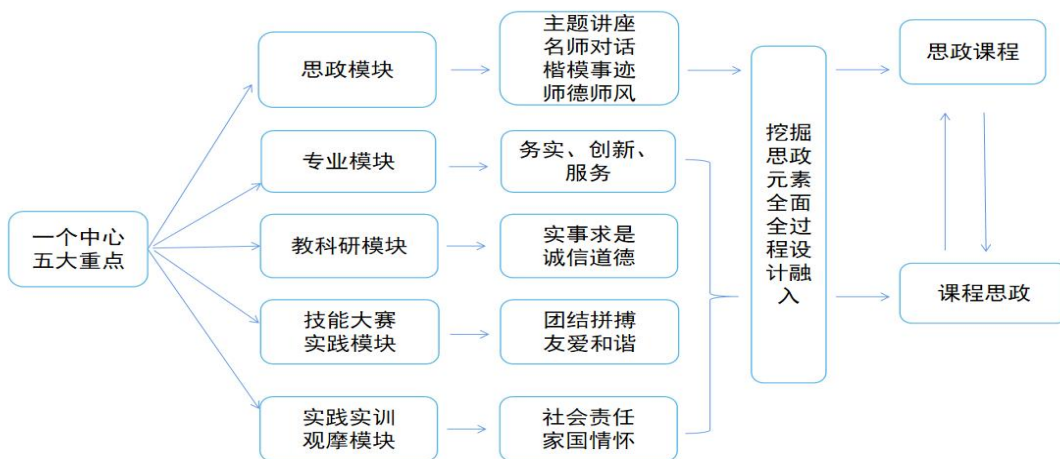 一个中心
五大重点
思政模块
主题讲座
名师对话
楷模事迹
师德师风
专业模块
务实、创新、
服务
教科研模块
实事求是
诚信道德
技能大赛
实践模块
团结拼搏
友爱和谐
实践实训
观摩模块
社会责任
家国情怀
挖掘
思政
元素
全面
全过
程设
计融
入
思政课程
课程思政